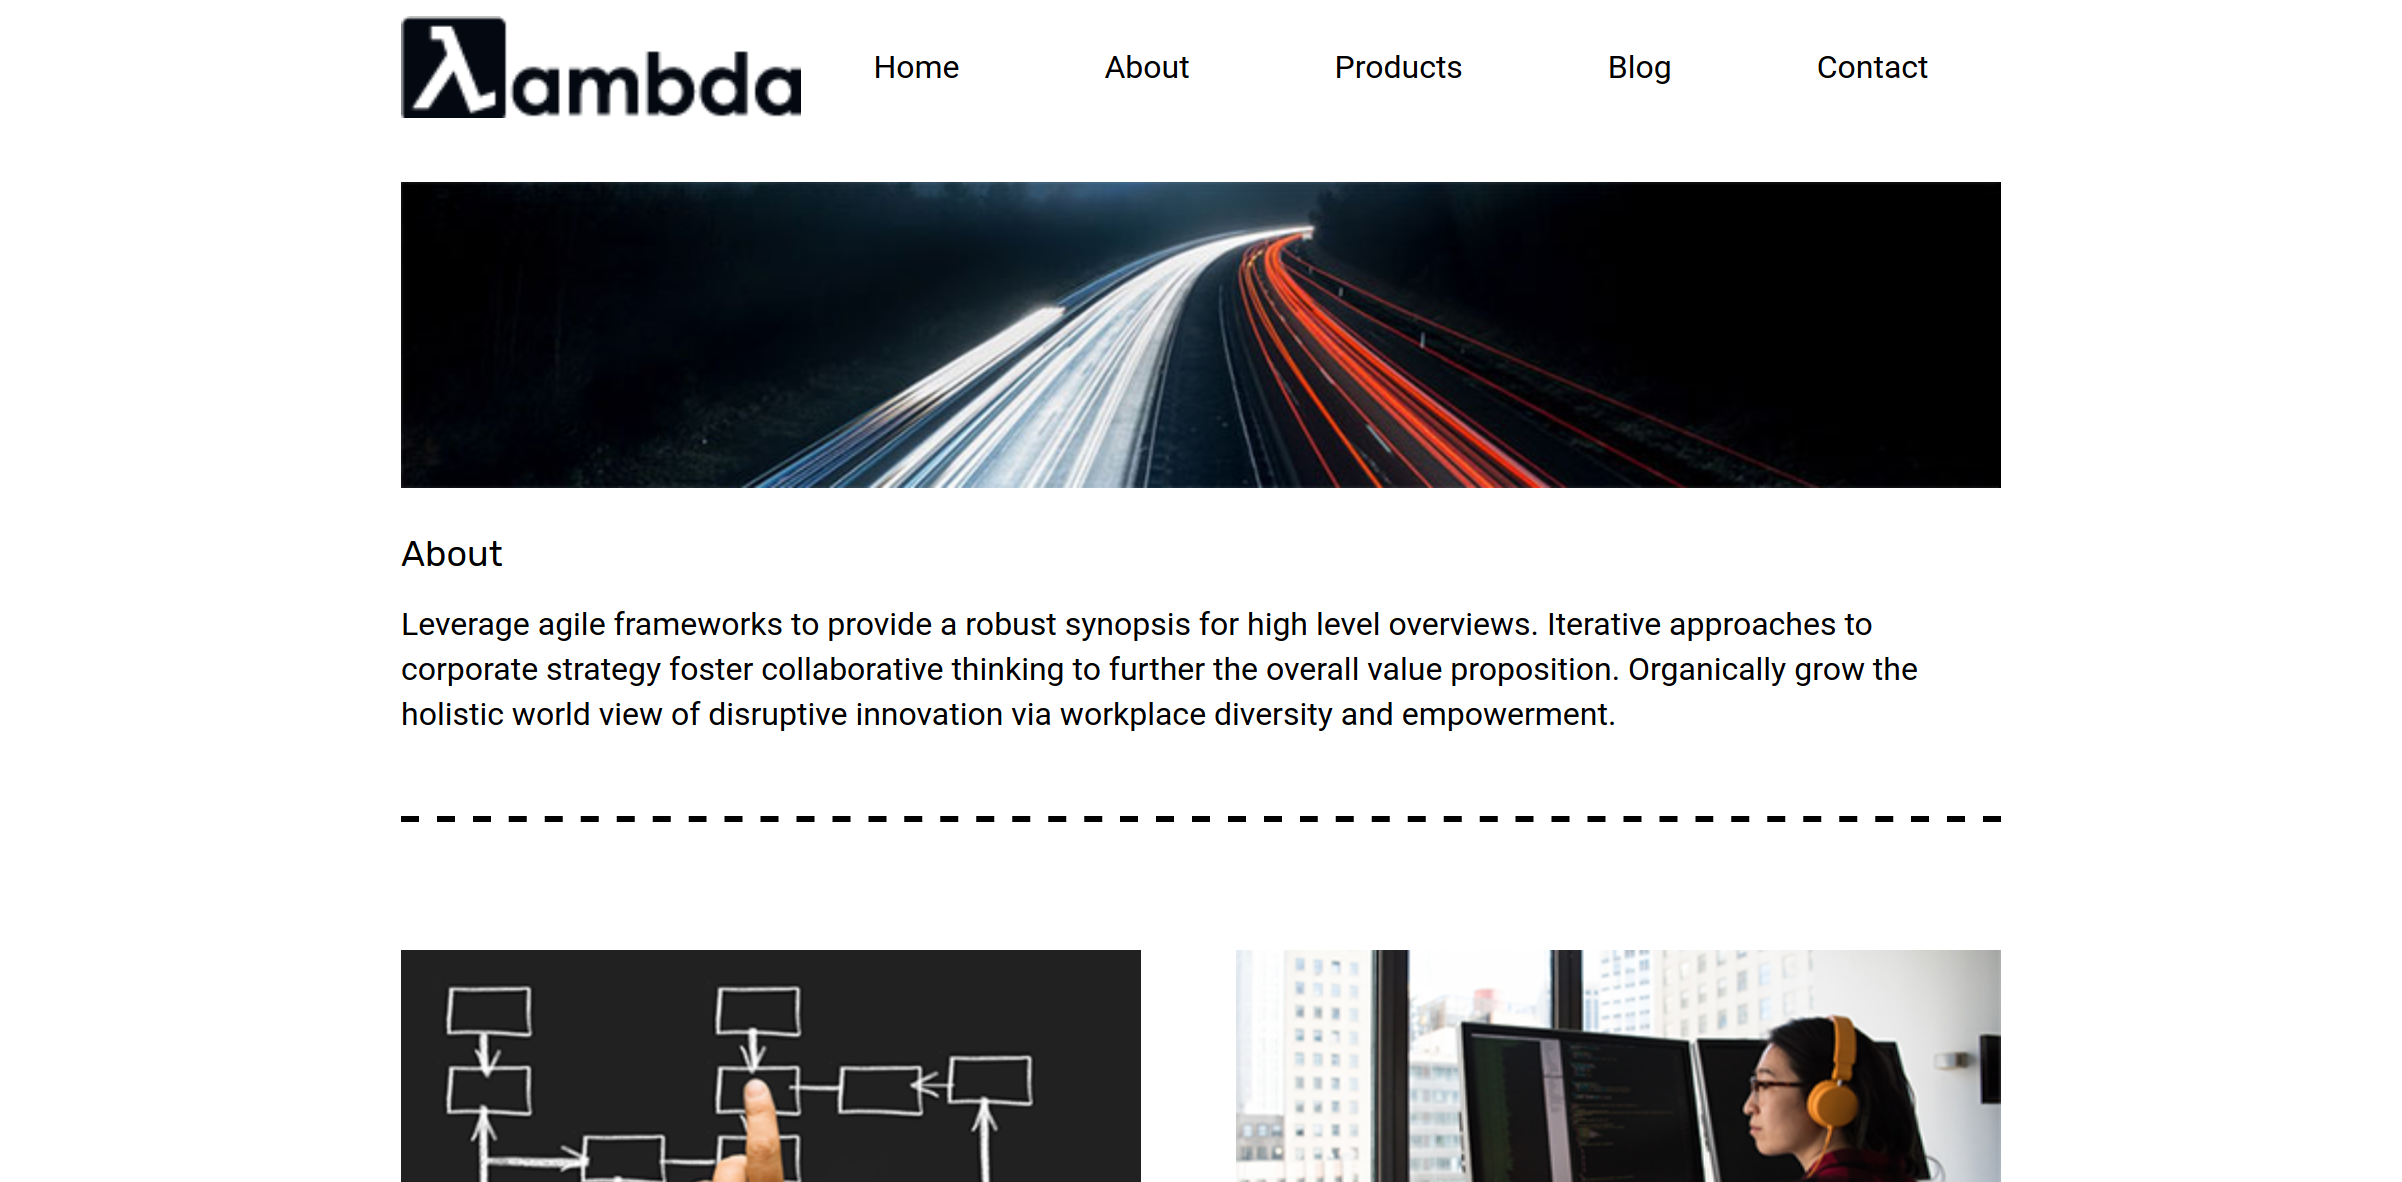 λambda
Home About Products Blog Contact
About
Leverage agile frameworks to provide a robust synopsis for high level overviews. Iterative approaches to
corporate strategy foster collaborative thinking to further the overall value proposition. Organically grow the
holistic world view of disruptive innovation via workplace diversity and empowerment.